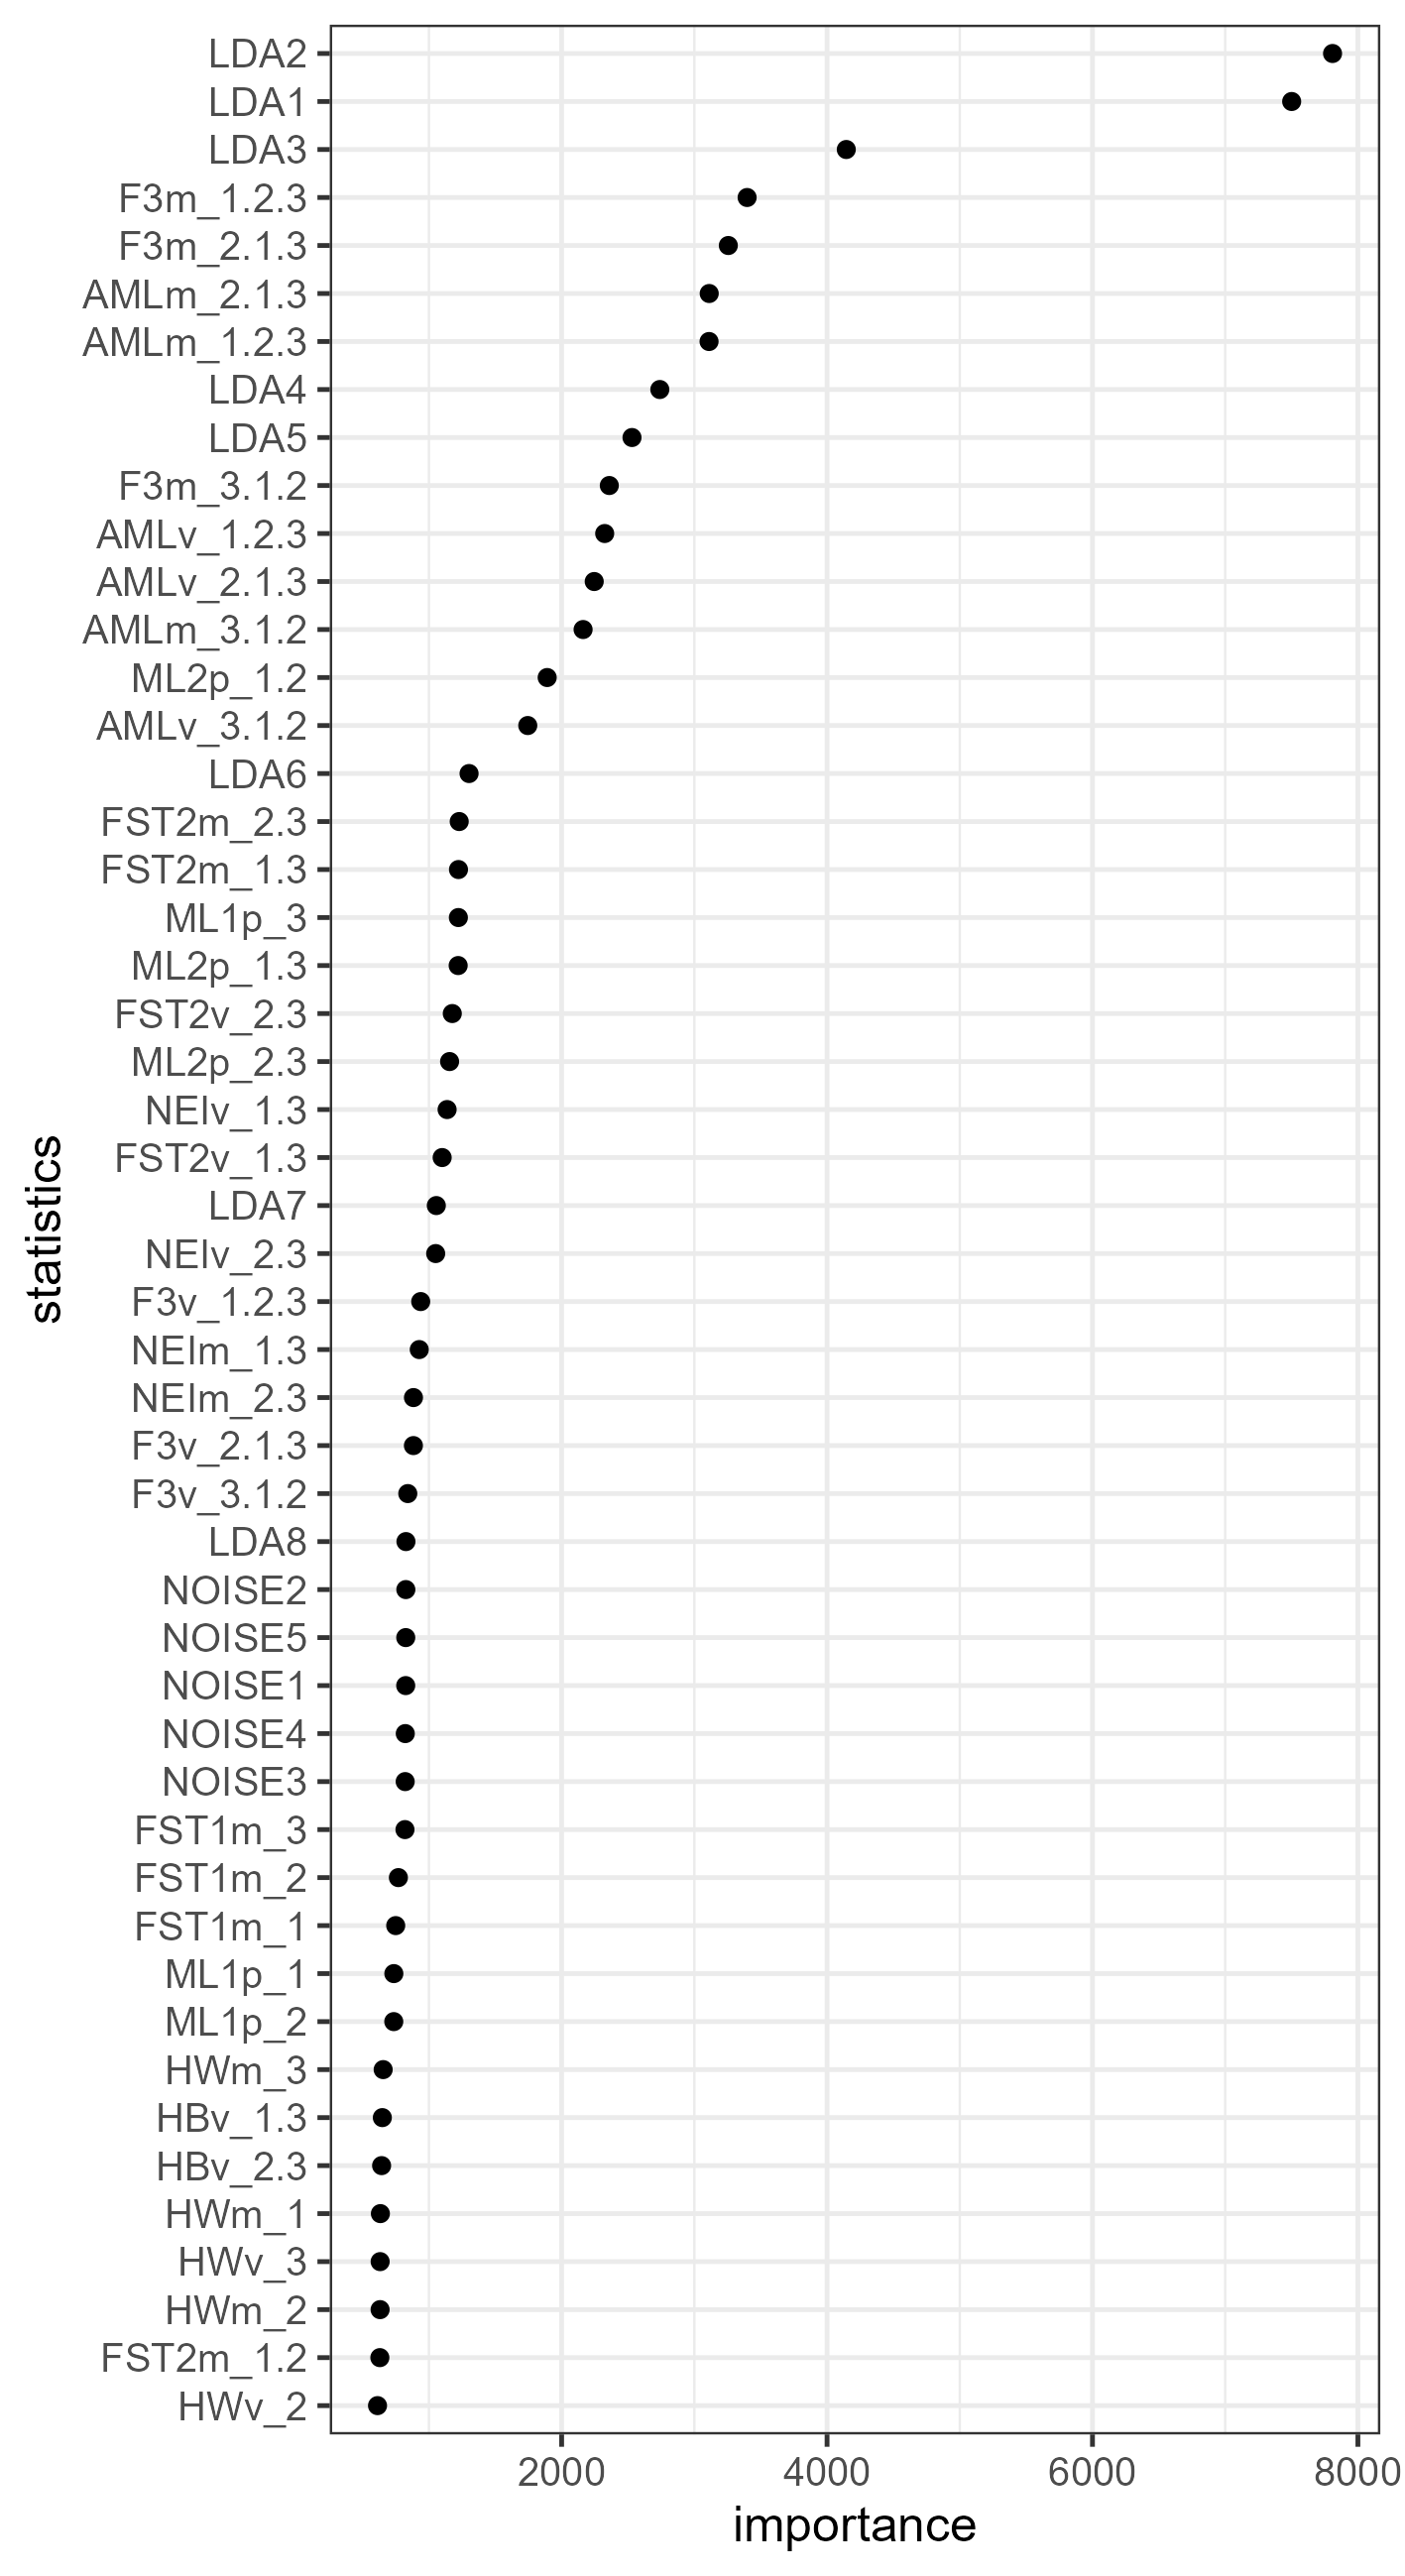 LDA2
LDA1
LDA3
F3m_1.2.3
F3m_2.1.3
AMLm_2.1.3
AMLm_1.2.3
LDA4
LDA5
F3m_3.1.2
AMLv_1.2.3
AMLv_2.1.3
AMLm_3.1.2
ML2p_1.2
AMLv_3.1.2
LDA6
FST2m_2.3
FST2m_1.3
ML1p_3
ML2p_1.3
FST2v_2.3
ML2p_2.3
NEIv_1.3
FST2v_1.3
LDA7
NEIv_2.3
F3v_1.2.3
NEIm_1.3
NEIm_2.3
F3v_2.1.3
F3v_3.1.2
LDA8
NOISE2
NOISE5
NOISE1
NOISE4
NOISE3
FST1m_3
FST1m_2
FST1m_1
ML1p_1
ML1p_2
HWm_3
HBv_1.3
HBv_2.3
HWm_1
HWv_3
HWm_2
FST2m_1.2
HWv_2
statistics
2000 4000 6000 8000
importance